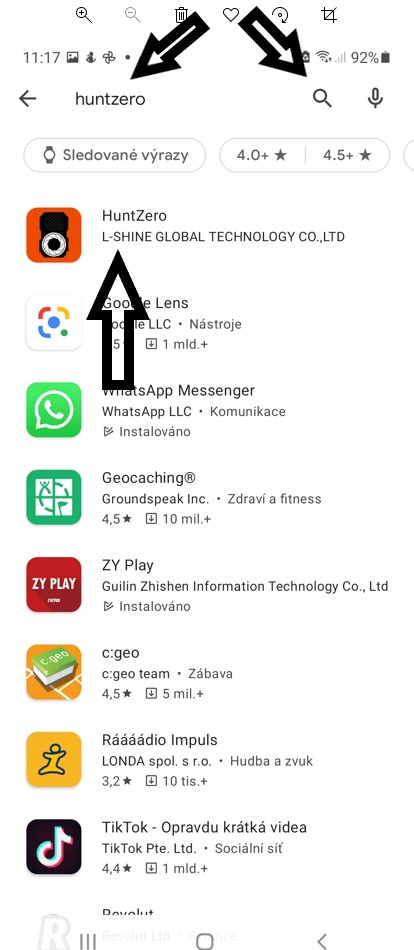 11:17 92%
huntzero
Sledované výrazy 4.0+ ★ 4.5+ ★
HuntZero
L-SHINE GLOBAL TECHNOLOGY CO.,LTD
Google Lens
LLC • Nástroje
1 mld.+
WhatsApp Messenger
WhatsApp LLC • Komunikace
Instalováno
Geocaching®
Groundspeak Inc. • Zdraví a fitness
4,5★ 10 mil.+
ZY PLAY
ZY Play
Guilin Zhishen Information Technology Co., Ltd
Instalováno
c:geo
c:geo
c:geo team • Zábava
4,5★ 5 mil.+
Ráááádio Impuls
LONDA spol. s r.o. • Hudba a zvuk
3,2★ 10 tis.+
TikTok - Opravdu krátká videa
TikTok Pte. Ltd. • Sociální síť
4,4★ 1 mld.+
Revolut
Revolut Ltd • Finance